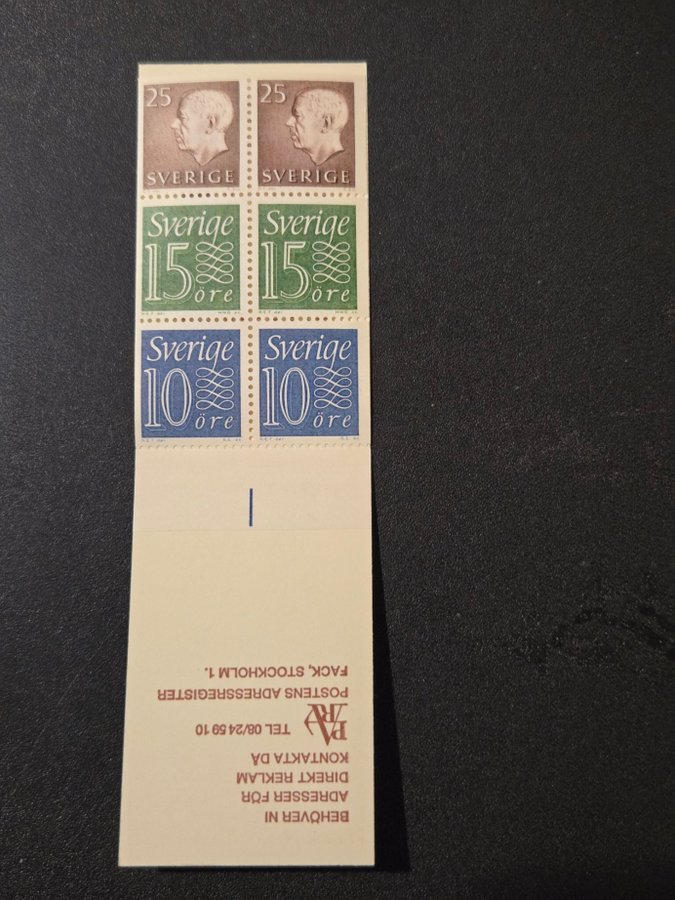 25 25
SVERIGE SVERIGE
Sverige Sverige
15 15
öre öre
Sverige Sverige
10 10
öre öre
BEHÖVER NI
ADRESSER FÖR
DIREKT REKLAM
KONTAKTA DÅ
PAR TEL 08/24 59 10
POSTENS ADRESSREGISTER
FACK, STOCKHOLM 1.